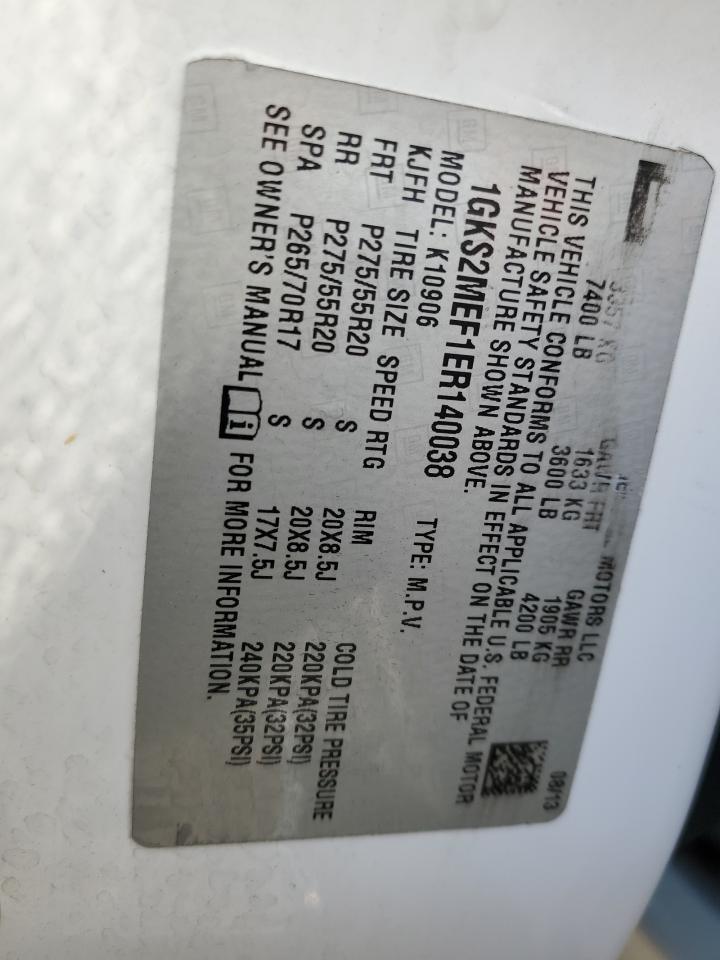 MOTORS LLC 08/13
GAWR FRT GAWR RR
3357 KG 1633 KG 1905 KG
7400 LB 3600 LB 4200 LB
THIS VEHICLE CONFORMS TO ALL APPLICABLE U.S. FEDERAL MOTOR
VEHICLE SAFETY STANDARDS IN EFFECT ON THE DATE OF
MANUFACTURE SHOWN ABOVE.
1GKS2MEF1ER140038 TYPE: M.P.V.
MODEL: K10906
KJFH TIRE SIZE SPEED RTG RIM COLD TIRE PRESSURE
FRT P275/55R20 S 20X8.5J 220KPA(32PSI)
RR P275/55R20 S 20X8.5J 220KPA(32PSI)
SPA P265/70R17 S 17X7.5J 240KPA(35PSI)
SEE OWNER'S MANUAL i FOR MORE INFORMATION.